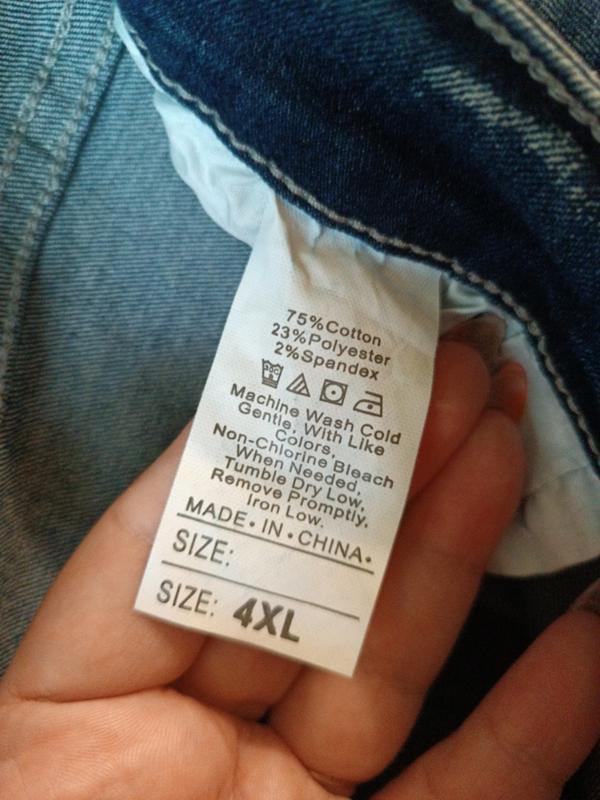 75%Cotton
23%Polyester
2%Spandex
Machine Wash Cold
Gentle, With Like
Colors,
Non-Chlorine Bleach
When Needed,
Tumble Dry Low,
Remove Promptly,
Iron Low.
MADE•IN•CHINA•
SIZE:
SIZE: 4XL